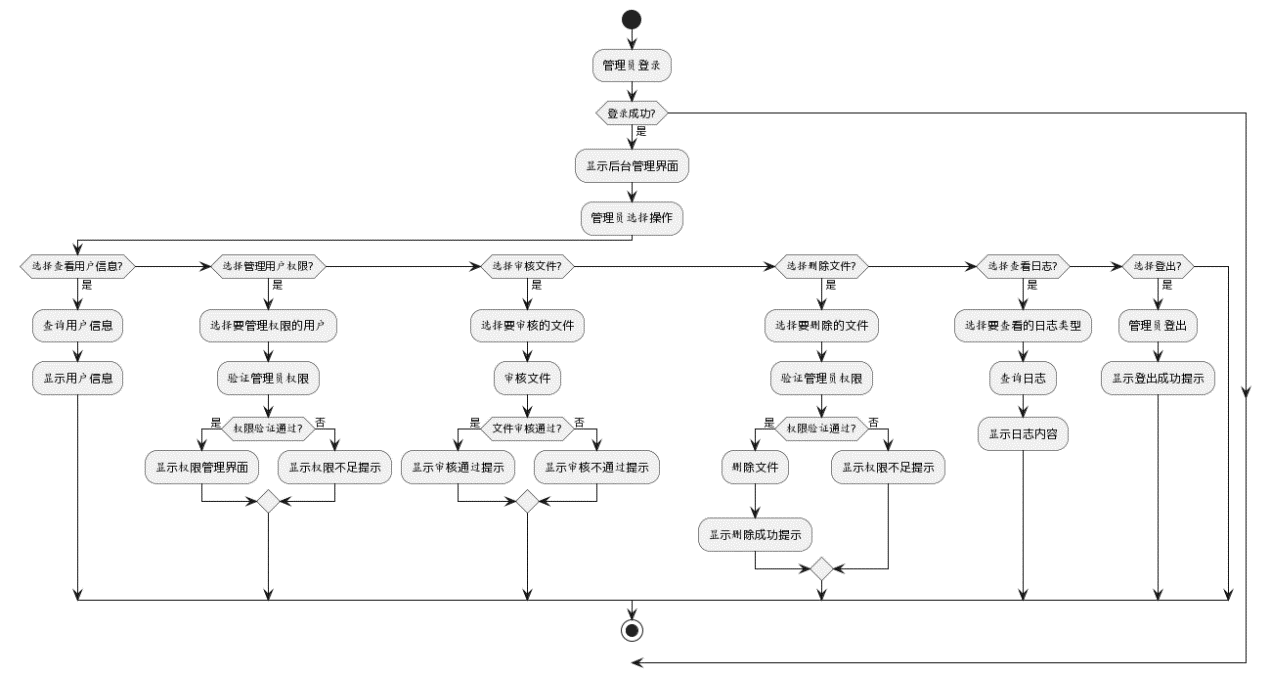 管理员登录
登录成功?
是
显示后台管理界面
管理员选择操作
选择查看用户信息?
选择管理用户权限?
选择审核文件?
选择删除文件?
选择查看日志?
选择登出?
是
是
是
是
是
是
查询用户信息
选择要管理权限的用户
选择要审核的文件
选择要删除的文件
选择要查看的日志类型
管理员登出
显示用户信息
验证管理员权限
审核文件
验证管理员权限
查询日志
显示登出成功提示
是
权限验证通过?
否
是
文件审核通过?
否
是
权限验证通过?
否
显示日志内容
显示权限管理界面
显示权限不足提示
显示审核通过提示
显示审核不通过提示
删除文件
显示权限不足提示
显示删除成功提示